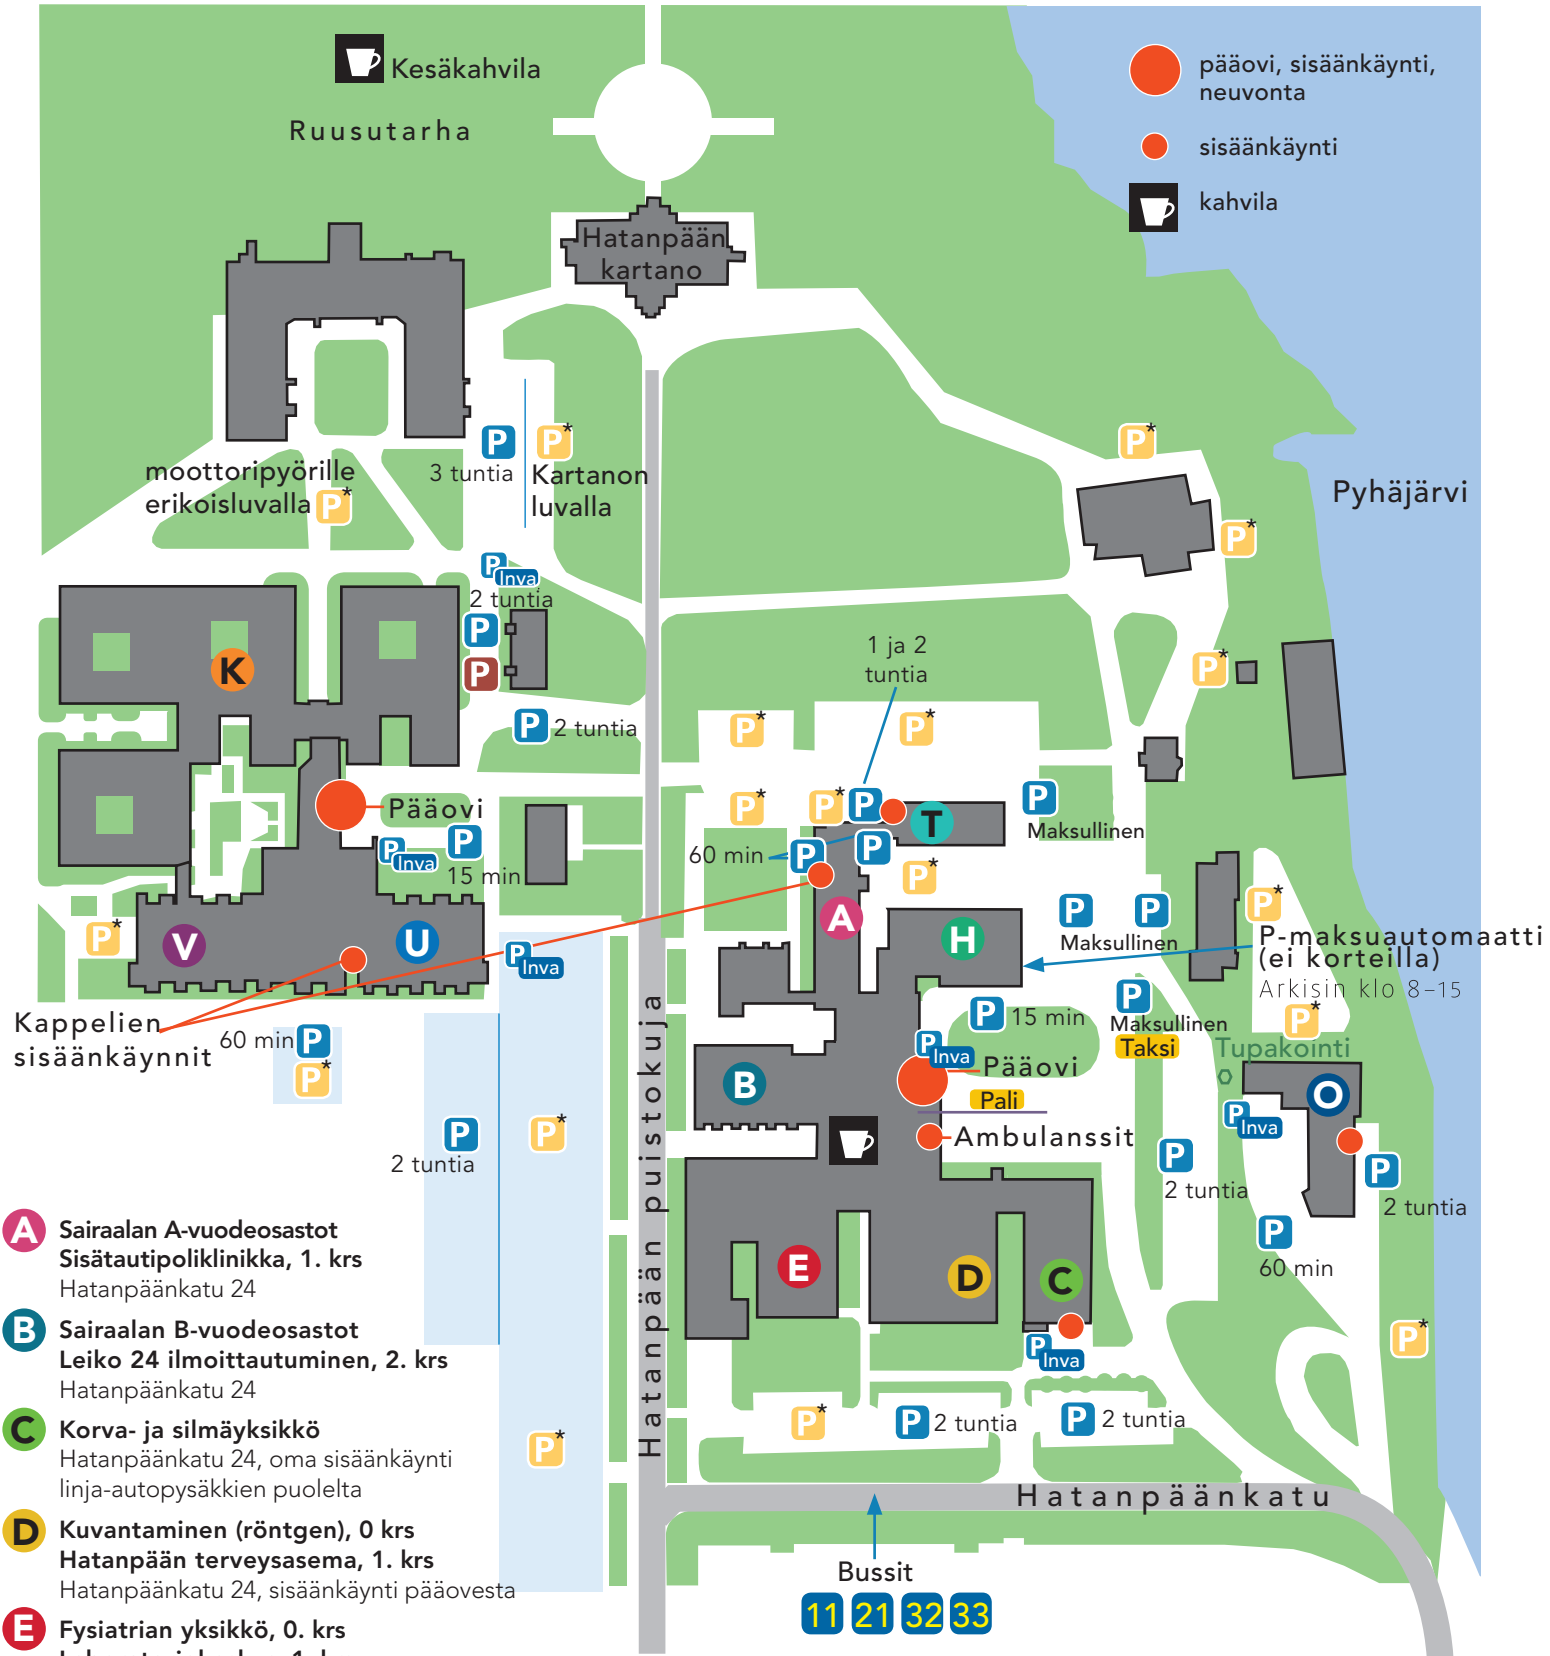 Kesäkahvila
Ruusutarha
pääovi, sisäänkäynti,
neuvonta
sisäänkäynti
kahvila
Hatanpään
kartano
P
3 tuntia
P*
Kartanon
luvalla
moottoripyörille
erikoisluvalla P*
P*
P*
Pyhäjärvi
P Inva
2 tuntia
P
P
K
P 2 tuntia
1 ja 2
tuntia
P*
P*
P*
P*
P*
P
T
P
Maksullinen
Pääovi
P Inva
P
15 min
60 min
P
P
P*
A
H
P
P
Maksullinen
P*
P-maksuautomaatti
(ei korteilla)
Arkisin klo 8–15
P*
P*
V
U
P Inva
Kappelien
sisäänkäynnit
60 min P
P*
P 15 min
P
Maksullinen
Taksi
Tupakointi
P Inva
Pääovi
Pali
B
Ambulanssit
O
P Inva
P
2 tuntia
P*
P
2 tuntia
P
2 tuntia
P
60 min
Hatanpään puistokuja
E
D
C
P Inva
P*
P*
P*
P 2 tuntia
P 2 tuntia
Hatanpäänkatu
Bussit
11 21 32 33
A Sairaalan A-vuodeosastot
Sisätautipoliklinikka, 1. krs
Hatanpäänkatu 24
B Sairaalan B-vuodeosastot
Leiko 24 ilmoittautuminen, 2. krs
Hatanpäänkatu 24
C Korva- ja silmäyksikkö
Hatanpäänkatu 24, oma sisäänkäynti
linja-autopysäkkien puolelta
D Kuvantaminen (röntgen), 0 krs
Hatanpään terveysasema, 1. krs
Hatanpäänkatu 24, sisäänkäynti pääovesta
E Fysiatrian yksikkö, 0. krs